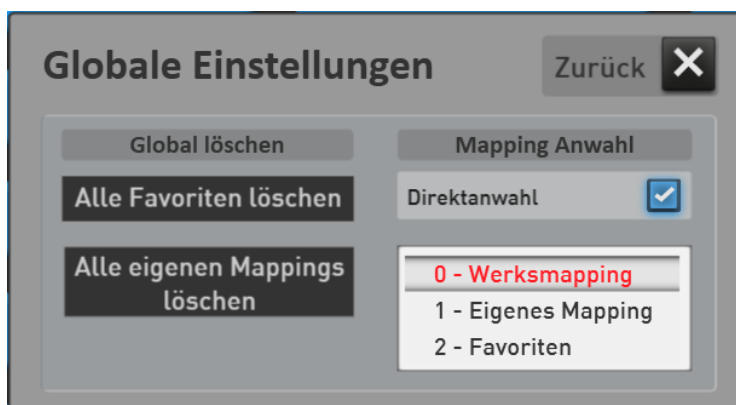 Globale Einstellungen
Zurück
Global löschen
Alle Favoriten löschen
Alle eigenen Mappings
löschen
Mapping Anwahl
Direktanwahl
0 - Werksmapping
1 - Eigenes Mapping
2 - Favoriten